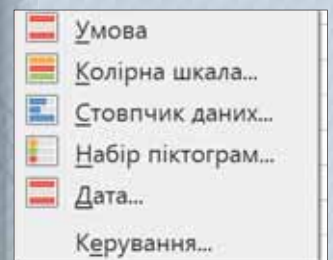 Умова
Колірна шкала...
Стовпчик даних...
Набір піктограм...
Дата...
Керування...